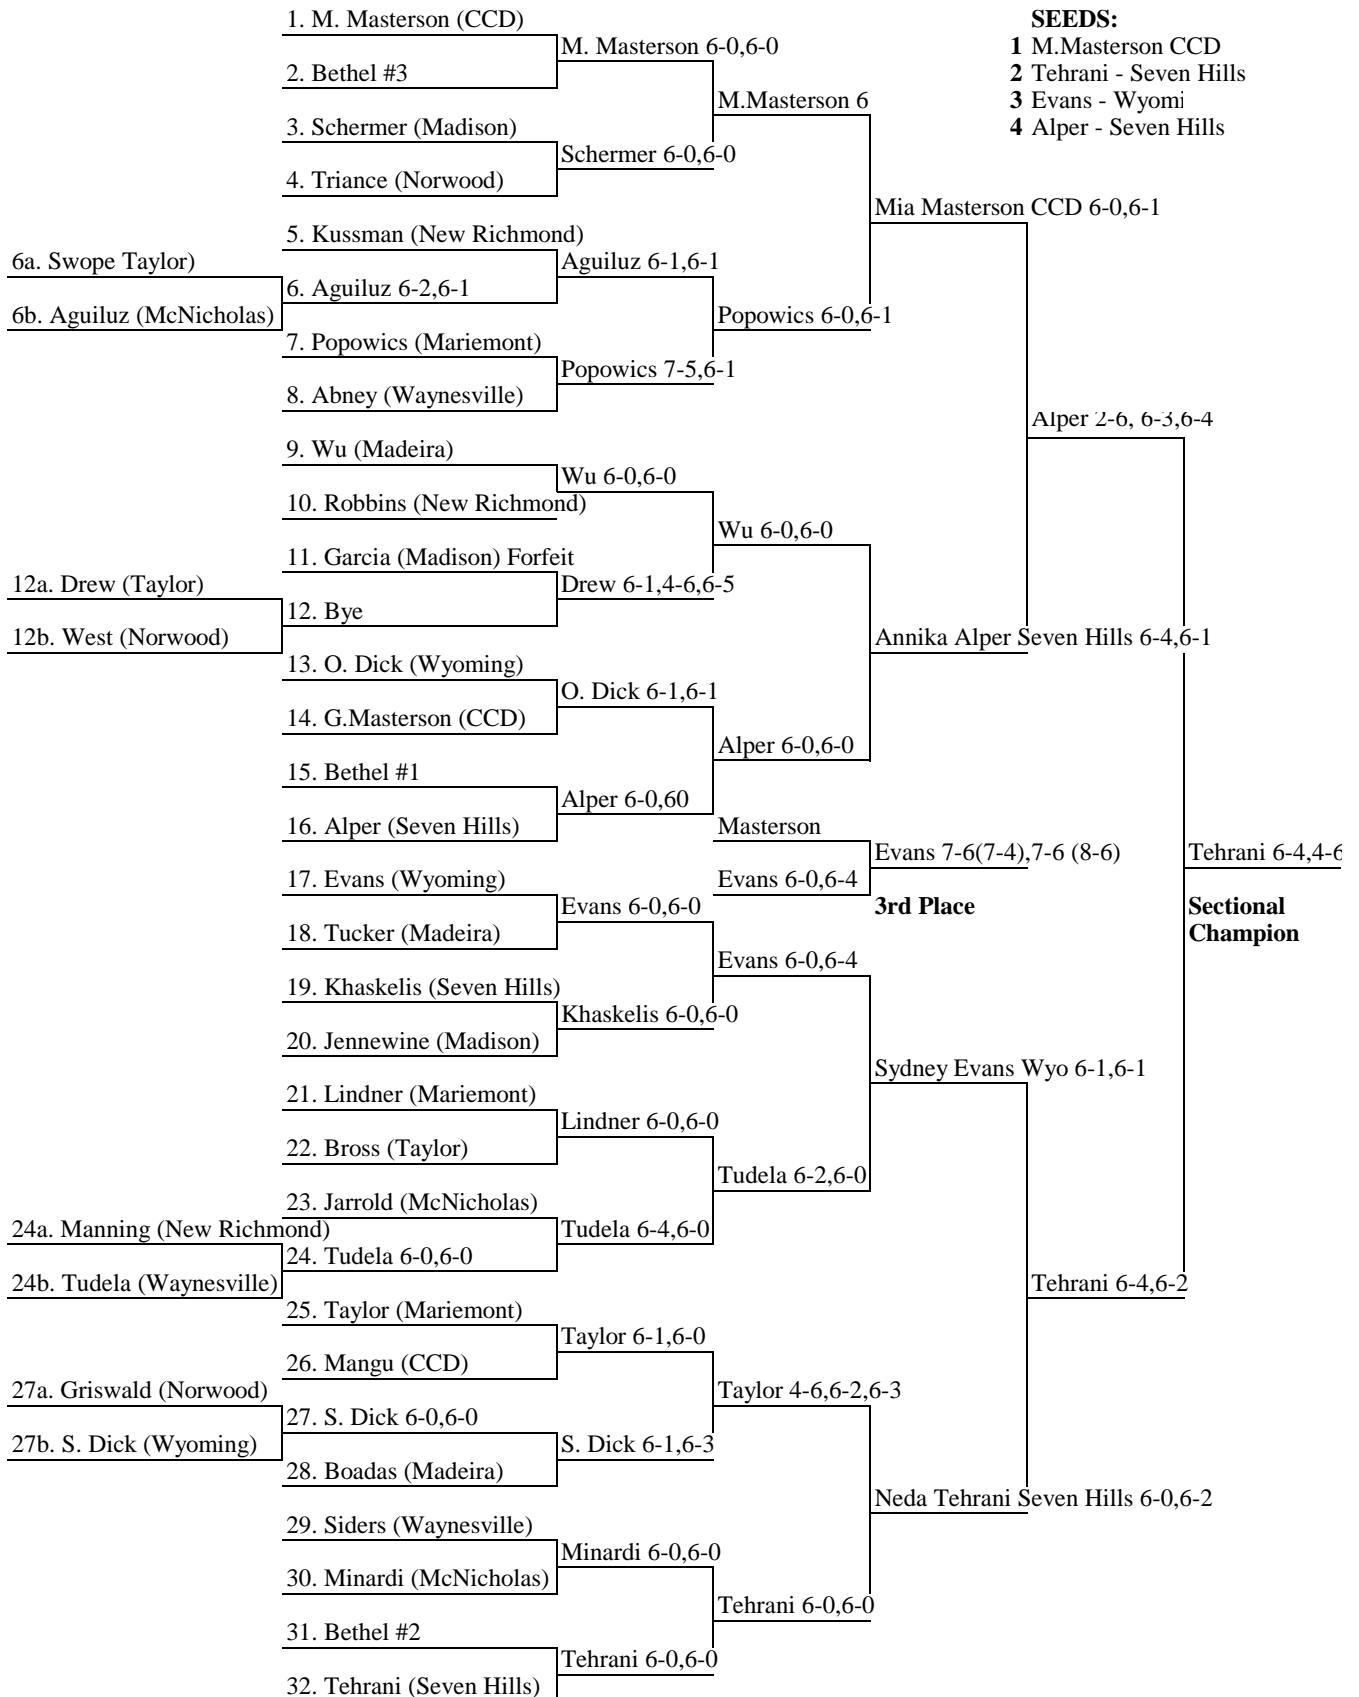 1. M. Masterson (CCD)
2. Bethel #3
3. Schermer (Madison)
4. Triance (Norwood)
5. Kussman (New Richmond)
6a. Swope Taylor)
6. Aguiluz 6-2,6-1
6b. Aguiluz (McNicholas)
7. Popowics (Mariemont)
8. Abney (Waynesville)
9. Wu (Madeira)
10. Robbins (New Richmond)
11. Garcia (Madison) Forfeit
12a. Drew (Taylor)
12. Bye
12b. West (Norwood)
13. O. Dick (Wyoming)
14. G.Masterson (CCD)
15. Bethel #1
16. Alper (Seven Hills)
17. Evans (Wyoming)
18. Tucker (Madeira)
19. Khaskelis (Seven Hills)
20. Jennewine (Madison)
21. Lindner (Mariemont)
22. Bross (Taylor)
23. Jarrold (McNicholas)
24a. Manning (New Richmond)
24. Tudela 6-0,6-0
24b. Tudela (Waynesville)
25. Taylor (Mariemont)
26. Mangu (CCD)
27a. Griswald (Norwood)
27. S. Dick 6-0,6-0
27b. S. Dick (Wyoming)
28. Boadas (Madeira)
29. Siders (Waynesville)
30. Minardi (McNicholas)
31. Bethel #2
32. Tehrani (Seven Hills)
M. Masterson 6-0,6-0
Schermer 6-0,6-0
Aguiluz 6-1,6-1
Popowics 7-5,6-1
Wu 6-0,6-0
Drew 6-1,4-6,6-5
O. Dick 6-1,6-1
Alper 6-0,60
Evans 6-0,6-0
Khaskelis 6-0,6-0
Lindner 6-0,6-0
Tudela 6-4,6-0
Taylor 6-1,6-0
S. Dick 6-1,6-3
Minardi 6-0,6-0
Tehrani 6-0,6-0
M.Masterson 6
Popowics 6-0,6-1
Wu 6-0,6-0
Alper 6-0,6-0
Masterson
Evans 6-0,6-4
Evans 6-0,6-4
Tudela 6-2,6-0
Taylor 4-6,6-2,6-3
Tehrani 6-0,6-0
Mia Masterson CCD 6-0,6-1
Annika Alper Seven Hills 6-4,6-1
Evans 7-6(7-4),7-6 (8-6)
3rd Place
Sydney Evans Wyo 6-1,6-1
Neda Tehrani Seven Hills 6-0,6-2
SEEDS:
1 M.Masterson CCD
2 Tehrani - Seven Hills
3 Evans - Wyomi
4 Alper - Seven Hills
Alper 2-6, 6-3,6-4
Tehrani 6-4,6-2
Tehrani 6-4,4-6
Sectional
Champion